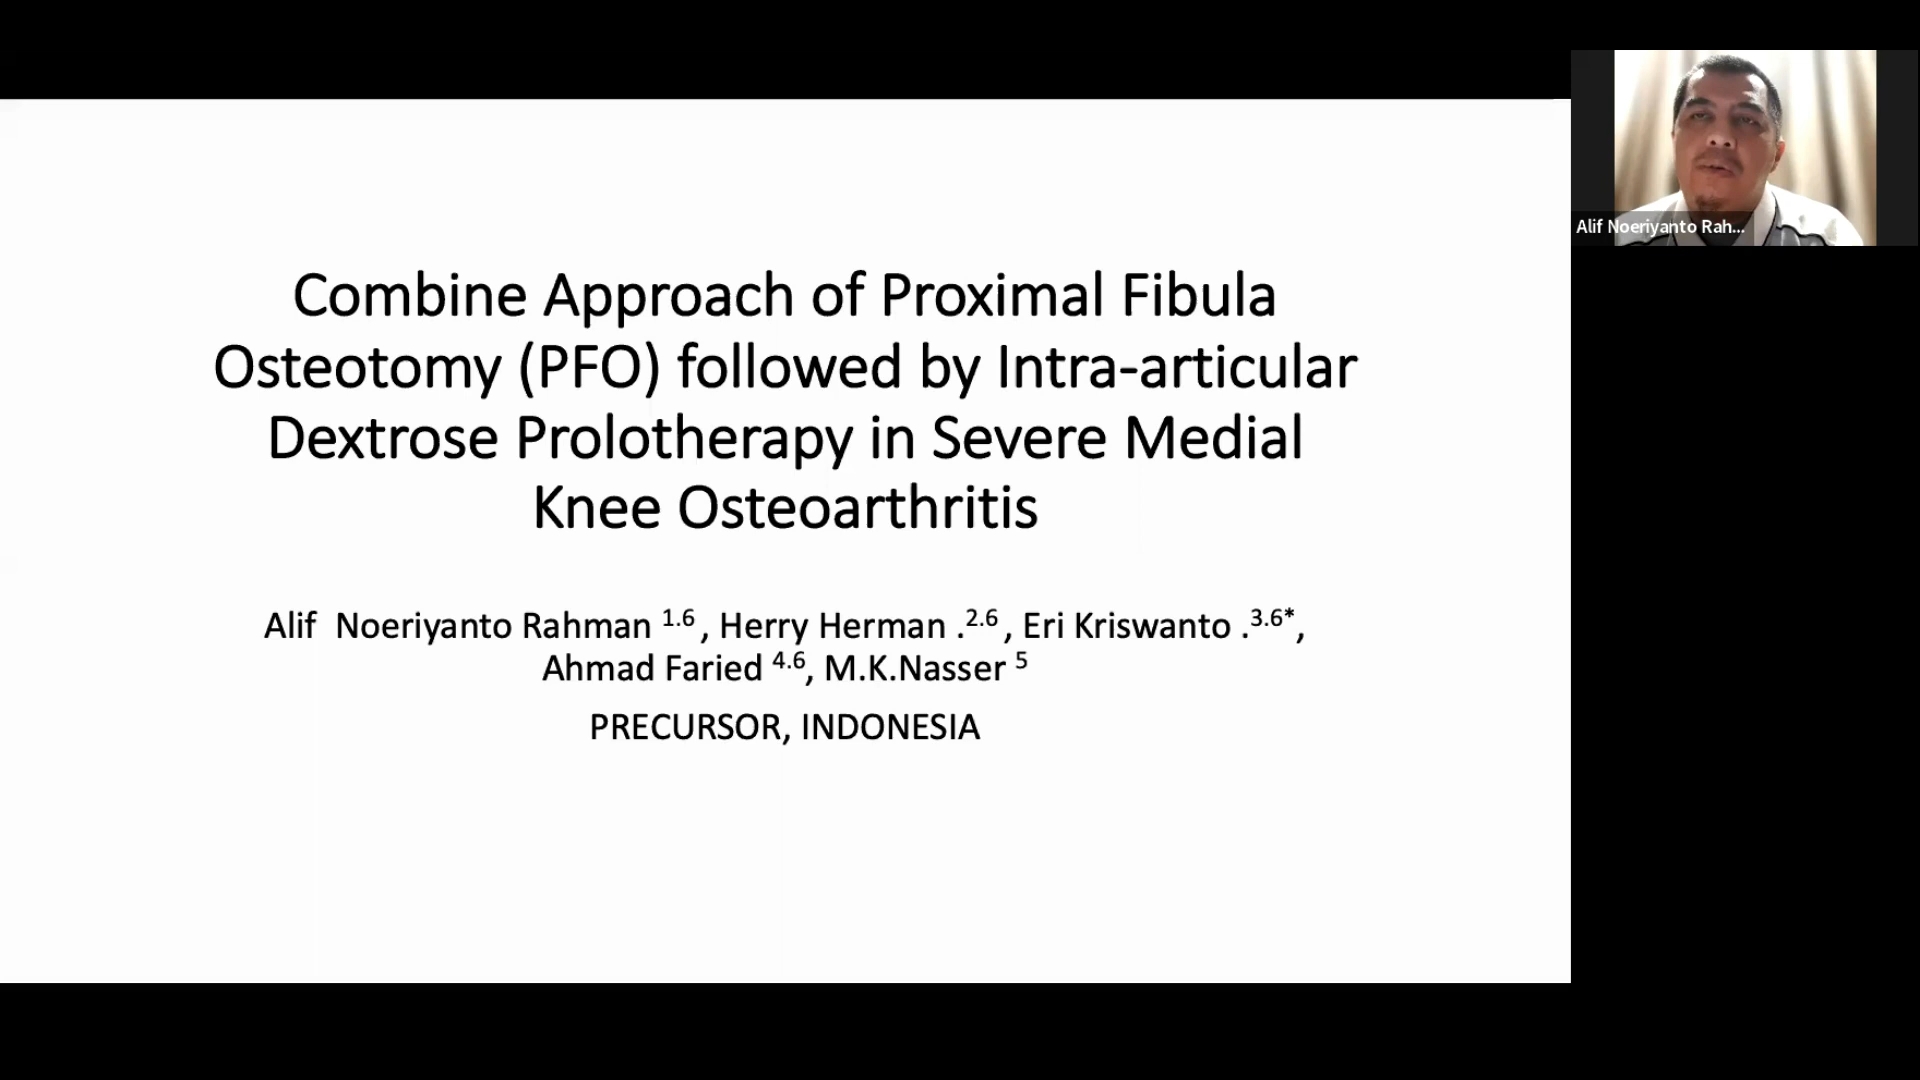 Combine Approach of Proximal Fibula
Osteotomy (PFO) followed by Intra-articular
Dextrose Prolotherapy in Severe Medial
Knee Osteoarthritis
Alif Noeriyanto Rahman 1.6 , Herry Herman .2.6 , Eri Kriswanto .3.6*,
Ahmad Faried 4.6, M.K.Nasser 5
PRECURSOR, INDONESIA
Alif Noeriyanto Rah...